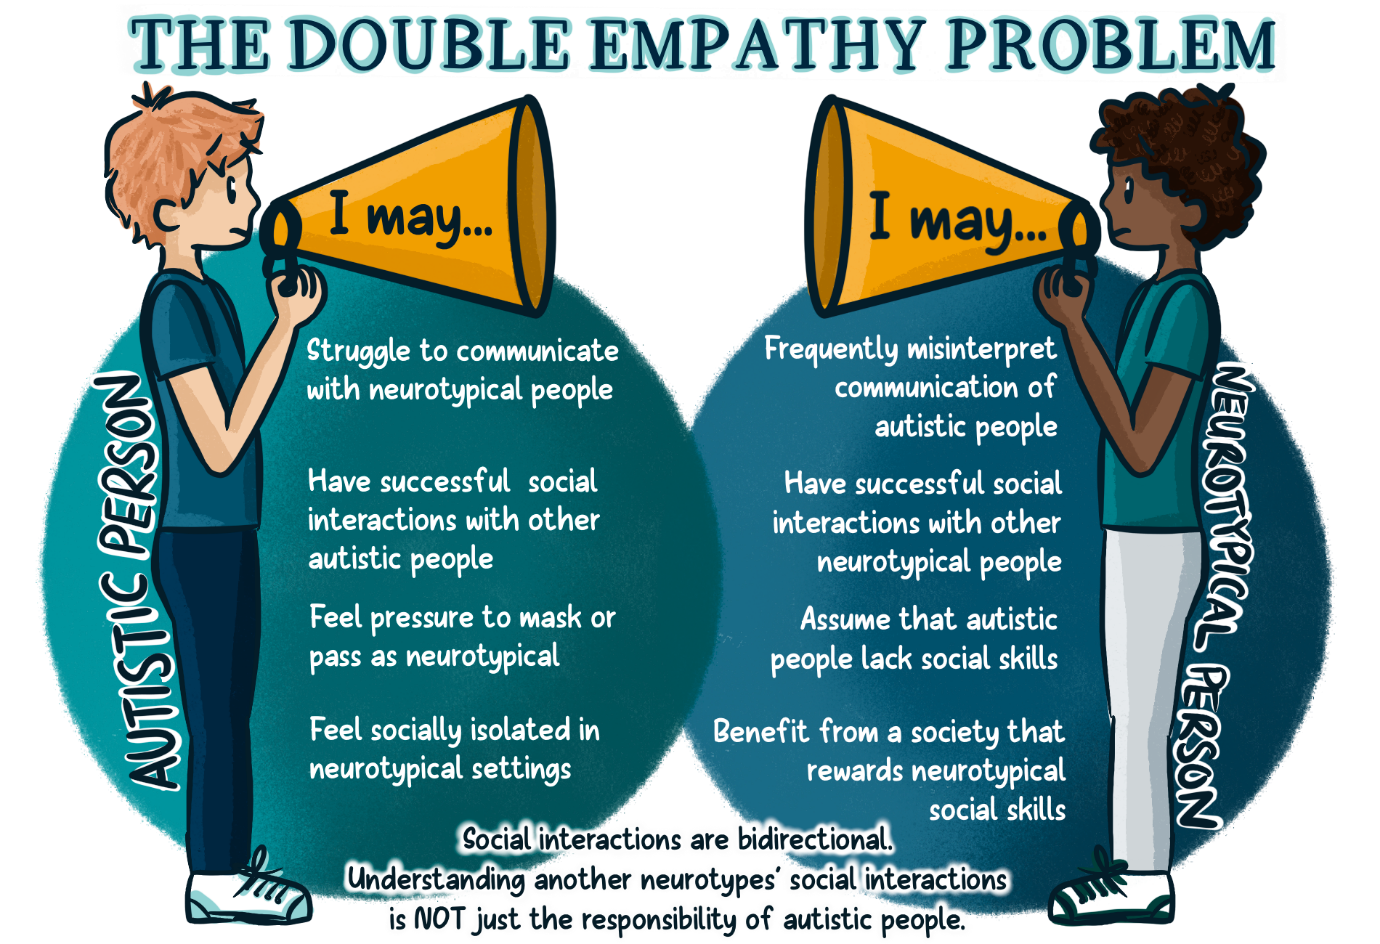 THE DOUBLE EMPATHY PROBLEM
I may...
Struggle to communicate
with neurotypical people
Have successful social
interactions with other
autistic people
Feel pressure to mask or
pass as neurotypical
Feel socially isolated in
neurotypical settings
AUTISTIC PERSON
I may...
Frequently misinterpret
communication of
autistic people
Have successful social
interactions with other
neurotypical people
Assume that autistic
people lack social skills
Benefit from a society that
rewards neurotypical
social skills
NEUROTYPICAL PERSON
Social interactions are bidirectional.
Understanding another neurotypes' social interactions
is NOT just the responsibility of autistic people.